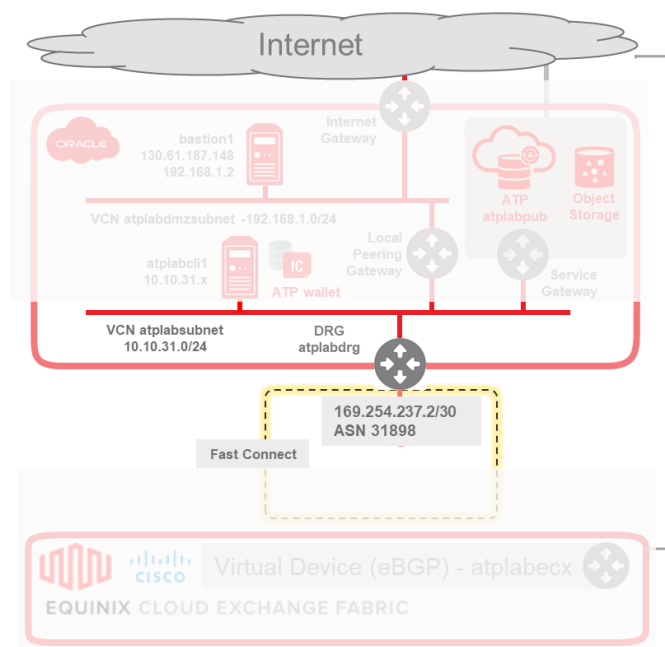 Internet
Internet
Gateway
ORACLE
bastion1
130.61.187.148
192.168.1.2
A
ATP
atplabpub
Object
Storage
VCN atplabdmzsubnet -192.168.1.0/24
Local
Peering
Gateway
atplabcli1
10.10.31.x
IC
ATP wallet
Service
Gateway
VCN atplabsubnet
10.10.31.0/24
DRG
atplabdrg
169.254.237.2/30
ASN 31898
Fast Connect
CISCO
Virtual Device (eBGP) - atplabecx
EQUINIX CLOUD EXCHANGE FABRIC